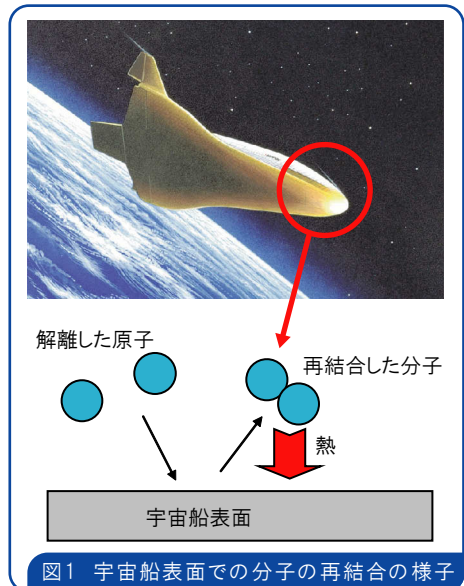 解離した原子
再結合した分子
熱
宇宙船表面
図1 宇宙船表面での分子の再結合の様子